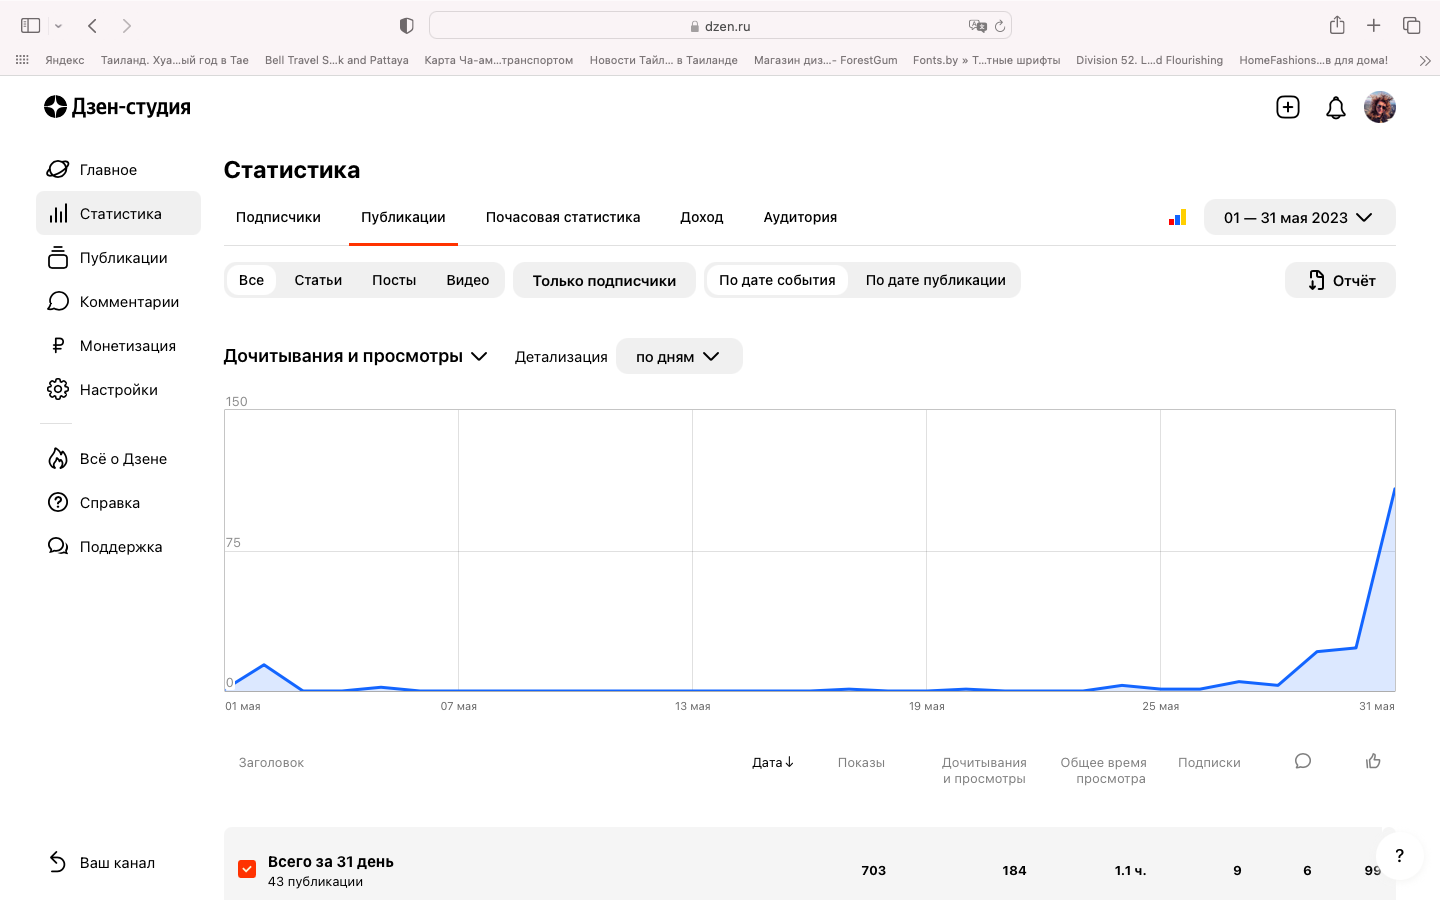 dzen.ru
Яндекс
Таиланд. Хуа...ый год в Тае
Bell Travel S...k and Pattaya
Карта Ча-ам...транспортом
Новости Тайл... в Таиланде
Магазин диз...- ForestGum
Fonts.by » Т...тные шрифты
Division 52. L...d Flourishing
HomeFashions...в для дома!
Дзен-студия
Главное
Статистика
Публикации
Комментарии
Монетизация
Настройки
Всё о Дзене
Справка
Поддержка
Ваш канал
Статистика
Подписчики
Публикации
Почасовая статистика
Доход
Аудитория
01 — 31 мая 2023
Все
Статьи
Посты
Видео
Только подписчики
По дате события
По дате публикации
Отчёт
Дочитывания и просмотры
Детализация
по дням
150
75
0
01 мая
07 мая
13 мая
19 мая
25 мая
31 мая
Заголовок
Дата↓
Показы
Дочитывания
и просмотры
Общее время
просмотра
Подписки
Всего за 31 день
43 публикации
703
184
1.1 ч.
9
6
99
?